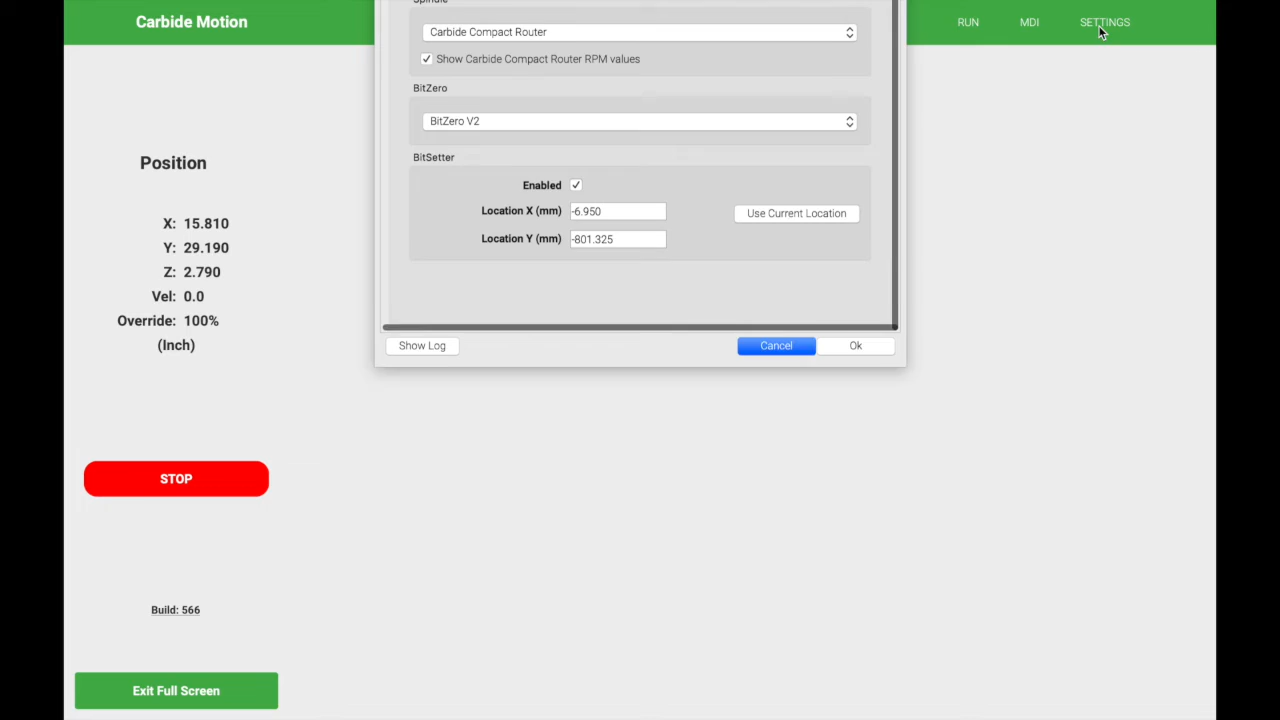 Carbide Motion
RUN
MDI
SETTINGS
Spindle
Carbide Compact Router
Show Carbide Compact Router RPM values
BitZero
BitZero V2
BitSetter
Enabled
Location X (mm) -6.950
Use Current Location
Location Y (mm) -801.325
Show Log
Cancel
Ok
Position
X: 15.810
Y: 29.190
Z: 2.790
Vel: 0.0
Override: 100%
(Inch)
STOP
Build: 566
Exit Full Screen